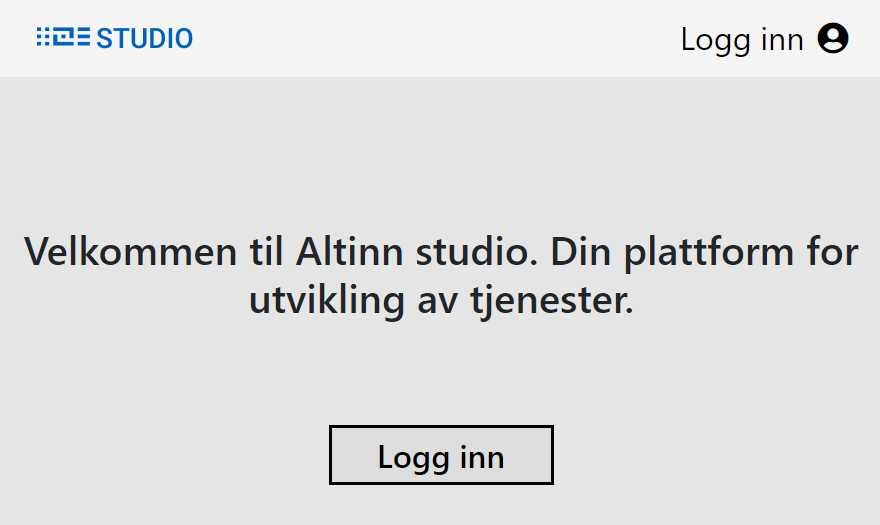 STUDIO
Logg inn
Velkommen til Altinn studio. Din plattform for
utvikling av tjenester.
Logg inn